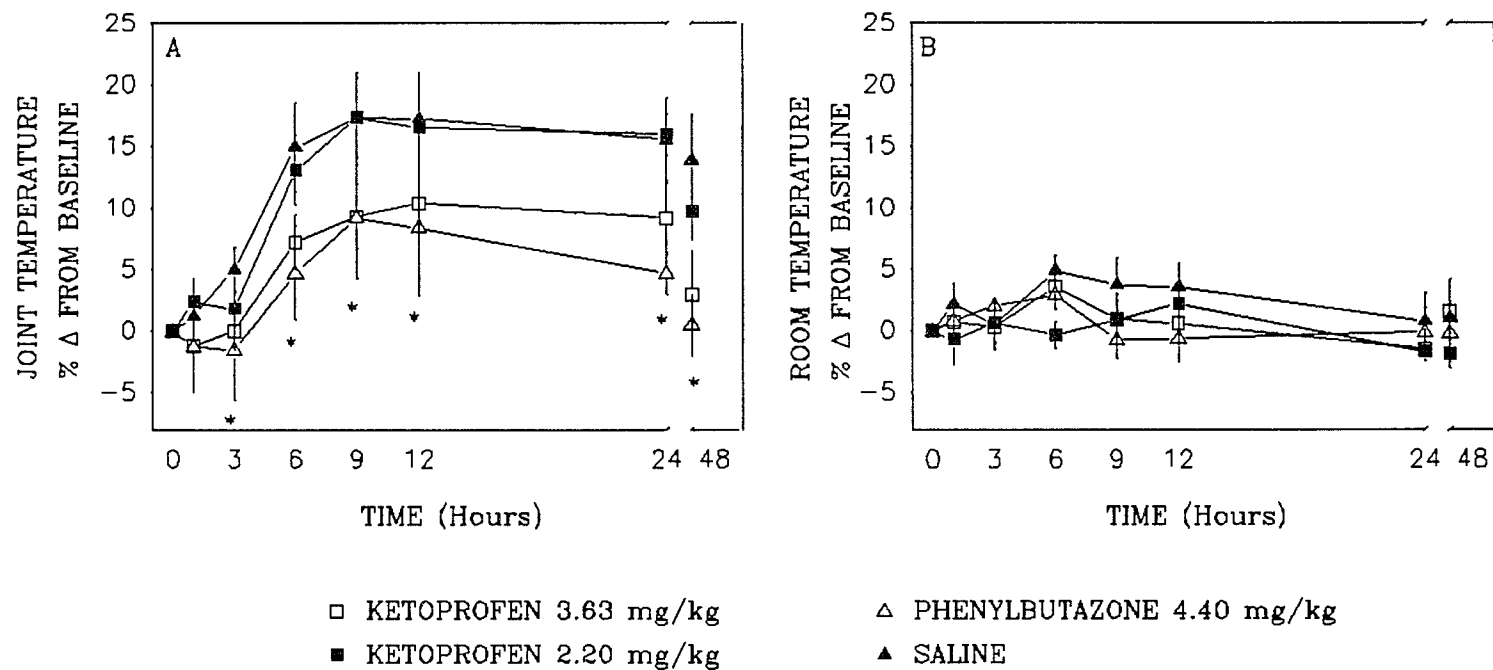 A
JOINT TEMPERATURE
% Δ FROM BASELINE
25
20
15
10
5
0
−5
0 3 6 9 12 24 48
TIME (Hours)
* * * * * *
B
ROOM TEMPERATURE
% Δ FROM BASELINE
25
20
15
10
5
0
−5
0 3 6 9 12 24 48
TIME (Hours)
□ KETOPROFEN 3.63 mg/kg
■ KETOPROFEN 2.20 mg/kg
△ PHENYLBUTAZONE 4.40 mg/kg
▲ SALINE